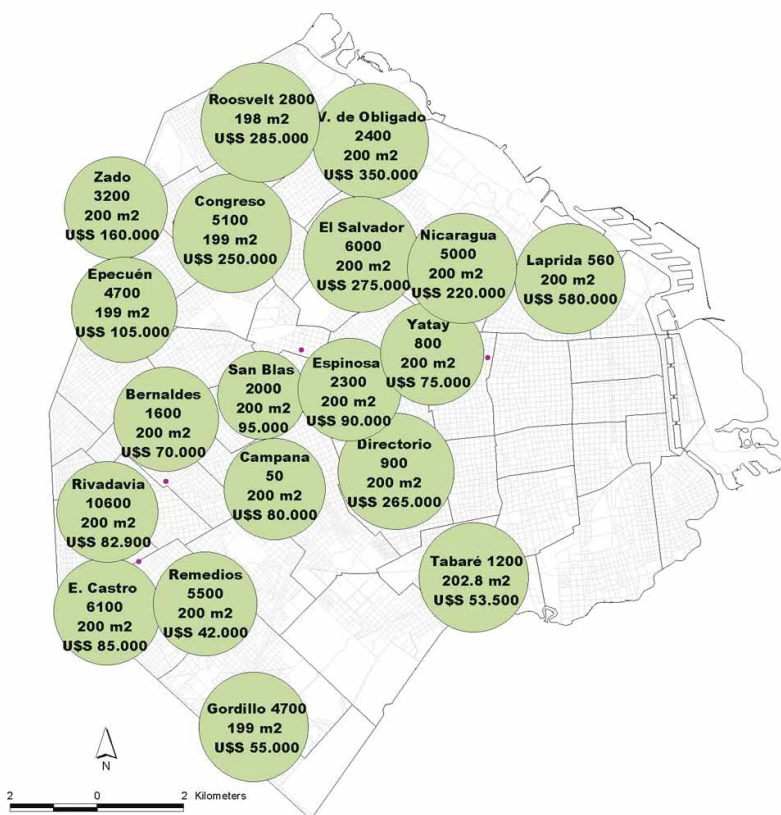 Roosvelt 2800
198 m2
U$S 285.000
V. de Obligado
2400
200 m2
U$S 350.000
Zado
3200
200 m2
U$S 160.000
Congreso
5100
199 m2
U$S 250.000
El Salvador
6000
200 m2
U$S 275.000
Nicaragua
5000
200 m2
U$S 220.000
Laprida 560
200 m2
U$S 580.000
Epecuén
4700
199 m2
U$S 105.000
Yatay
800
200 m2
U$S 75.000
San Blas
2000
200 m2
95.000
Espinosa
2300
200 m2
U$S 90.000
Bernaldes
1600
200 m2
U$S 70.000
Directorio
900
200 m2
U$S 265.000
Campana
50
200 m2
U$S 80.000
Rivadavia
10600
200 m2
U$S 82.900
Tabaré 1200
202.8 m2
U$S 53.500
Remedios
5500
200 m2
U$S 42.000
E. Castro
6100
200 m2
U$S 85.000
Gordillo 4700
199 m2
U$S 55.000
N
2 0 2 Kilometers